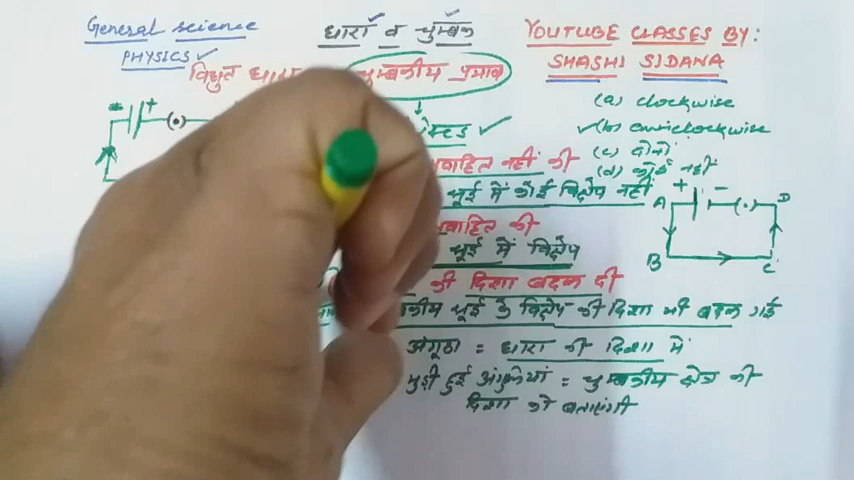 General science
धारा व चुम्बक
YOUTUBE CLASSES BY:
PHYSICS
SHASHI SIDANA
विद्युत धारा चुम्बकीय प्रभाव
(a) clockwise
(b) anticlockwise
(c) दोनो
(d) कोई नहीं
प्रवाहित नहीं की
सूई में कोई विक्षेप नहीं
A + - D
B C
प्रवाहित की
सूई में विक्षेप
की दिशा बदल दी
सूई के विक्षेप की दिशा भी बदल गई
अंगूठा = धारा की दिशा में
मुड़ी हुई अंगुलियां = चुम्बकीय क्षेत्र की
दिशा को बताएंगी